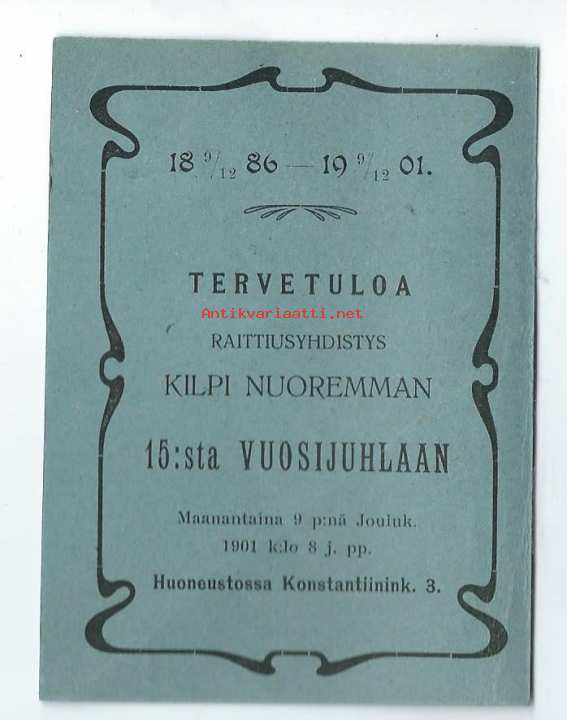 18 9/12 86 — 19 9/12 01.
TERVETULOA
Antikvariaatti.net
RAITTIUSYHDISTYS
KILPI NUOREMMAN
15:sta VUOSIJUHLAAN
Maanantaina 9 p:nä Jouluk.
1901 k:lo 8 j. pp.
Huoneustossa Konstantiinink. 3.